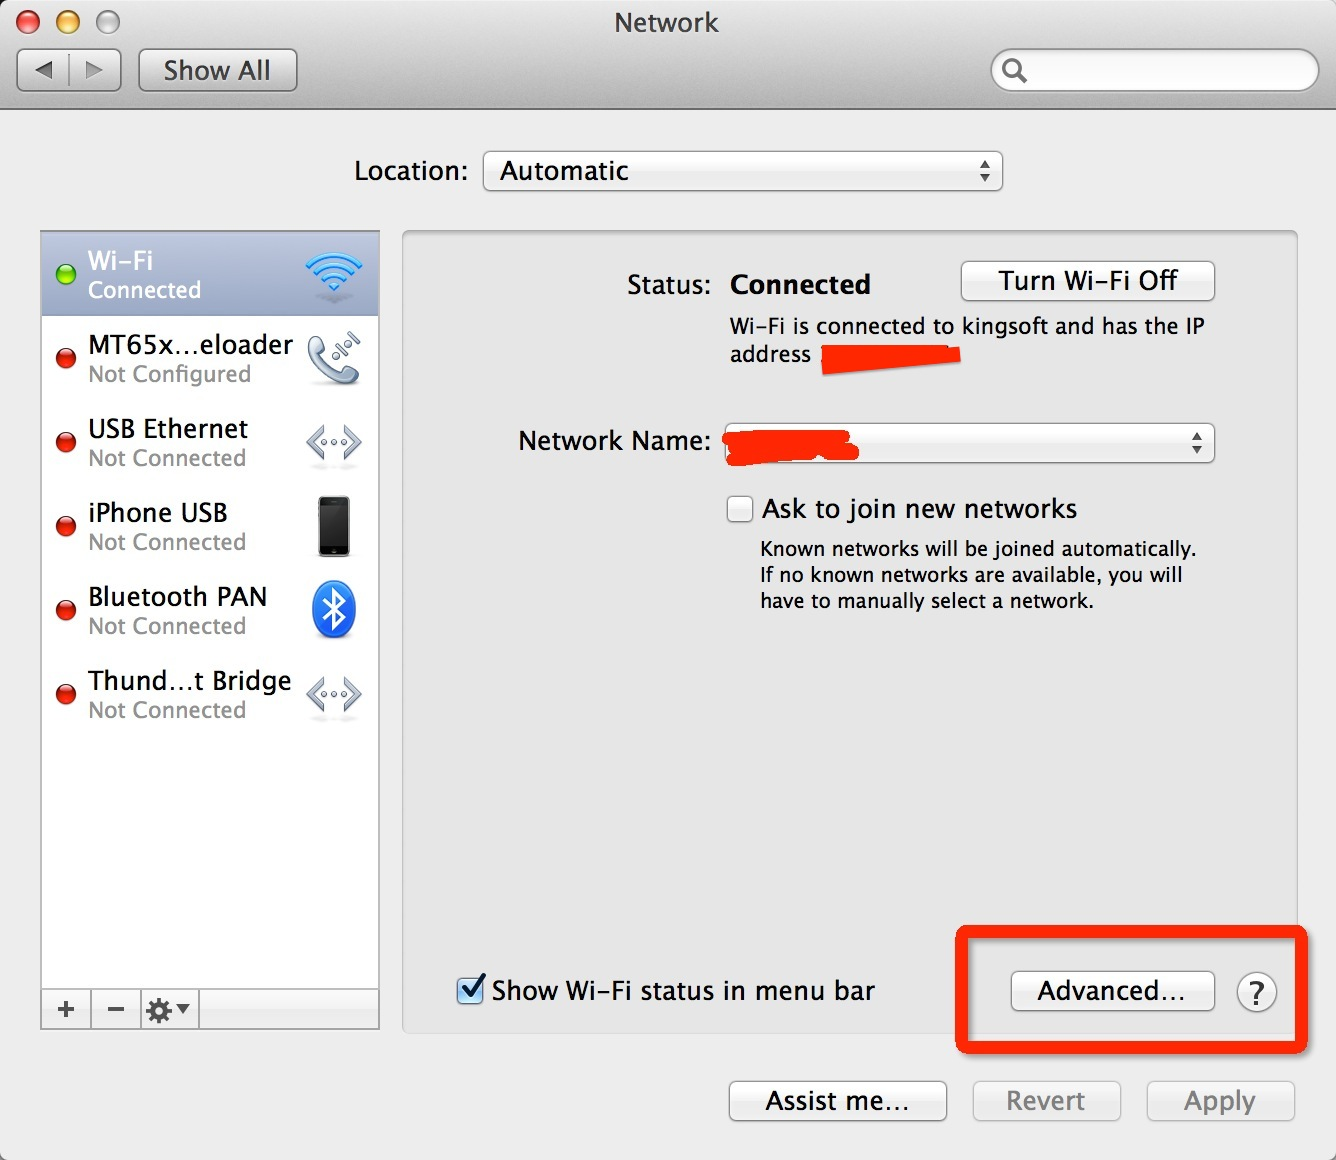 Network
Show All
Location: Automatic
Wi-Fi
Connected
MT65x...eloader
Not Configured
USB Ethernet
Not Connected
iPhone USB
Not Connected
Bluetooth PAN
Not Connected
Thund...t Bridge
Not Connected
Status: Connected
Turn Wi-Fi Off
Wi-Fi is connected to kingsoft and has the IP
address
Network Name:
Ask to join new networks
Known networks will be joined automatically.
If no known networks are available, you will
have to manually select a network.
Show Wi-Fi status in menu bar
Advanced...
?
Assist me...
Revert
Apply